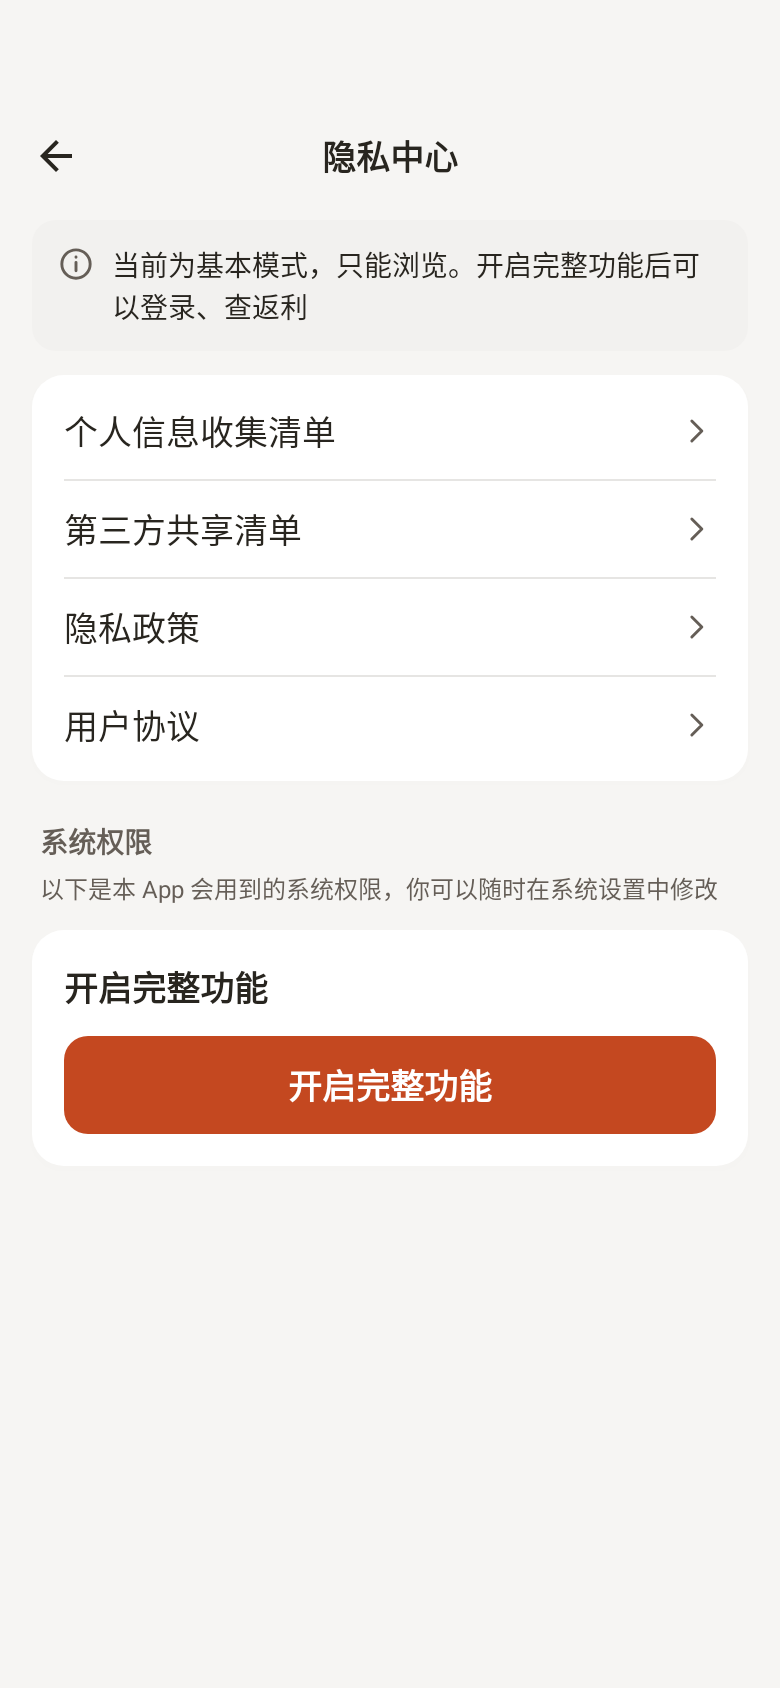 隐私中心
当前为基本模式，只能浏览。开启完整功能后可
以登录、查返利
个人信息收集清单
第三方共享清单
隐私政策
用户协议
系统权限
以下是本 App 会用到的系统权限，你可以随时在系统设置中修改
开启完整功能
开启完整功能